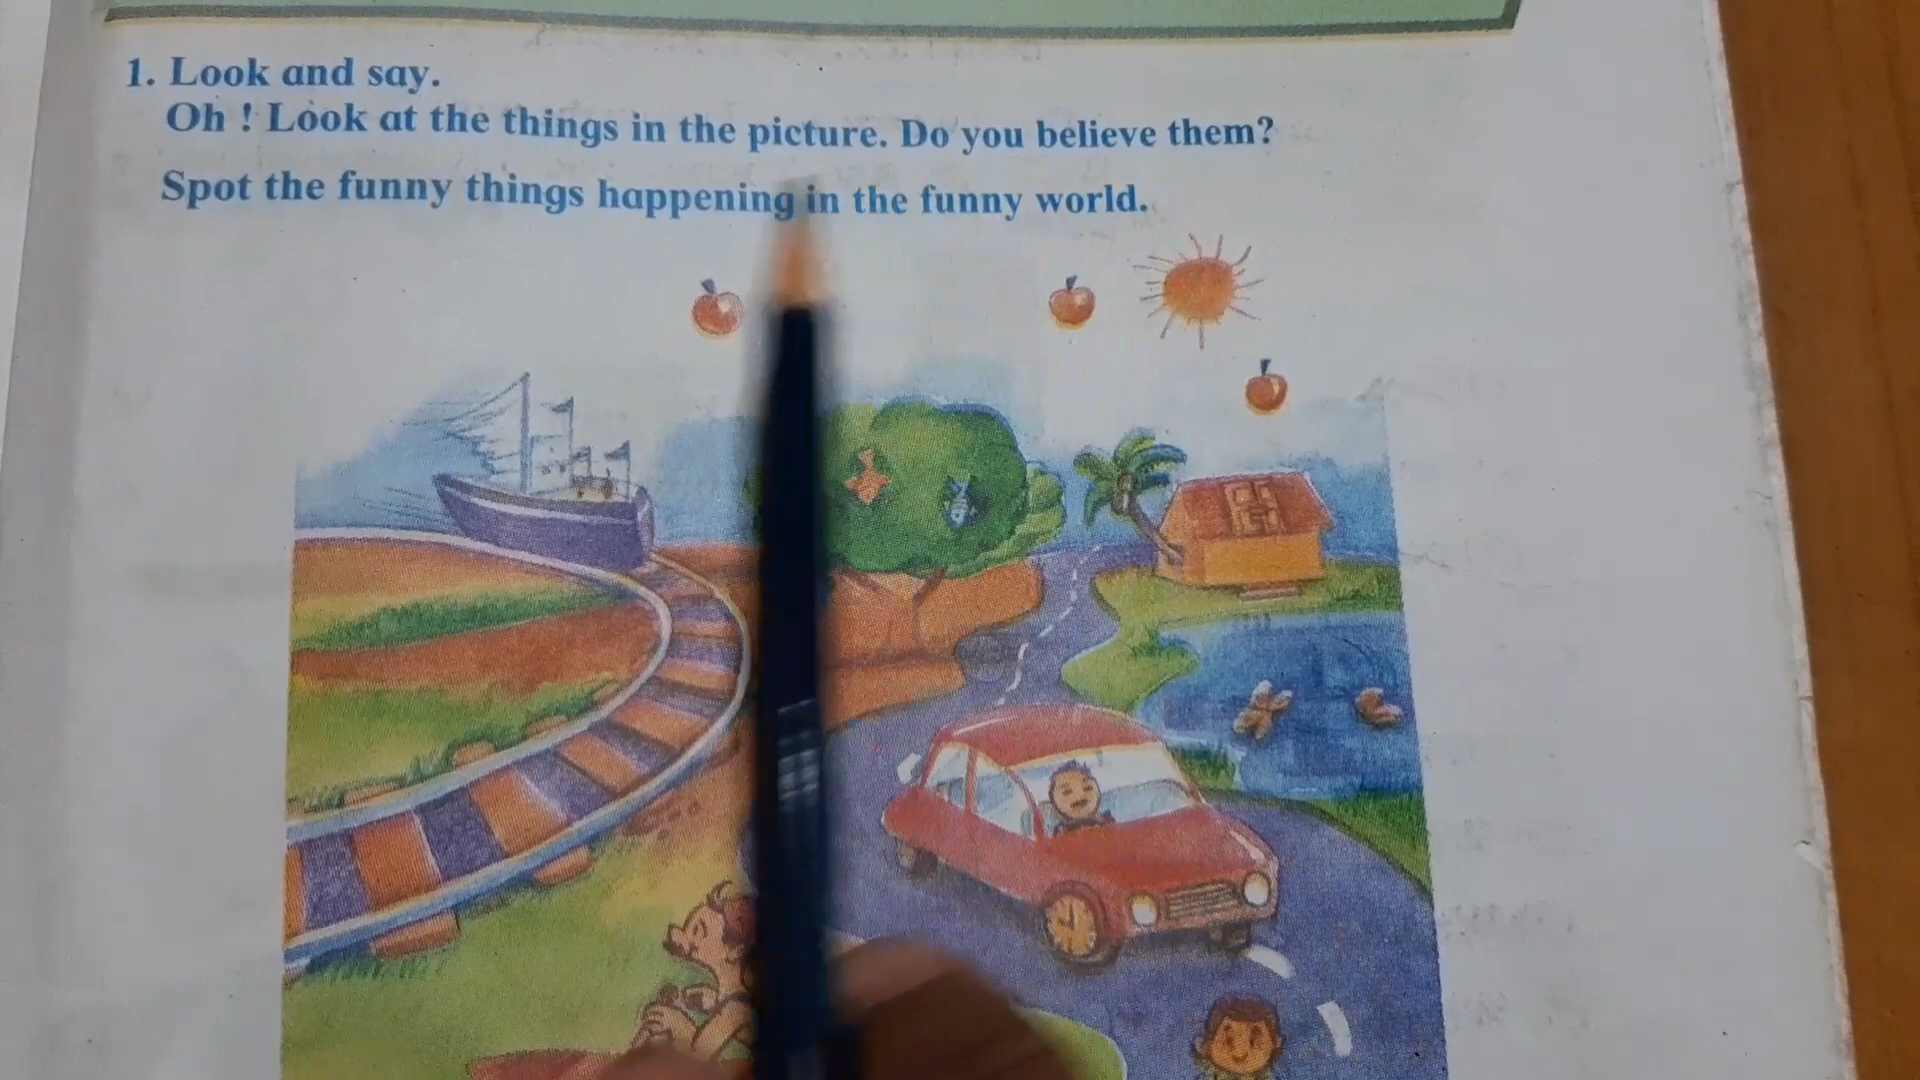 1. Look and say.
Oh ! Look at the things in the picture. Do you believe them?
Spot the funny things happening in the funny world.